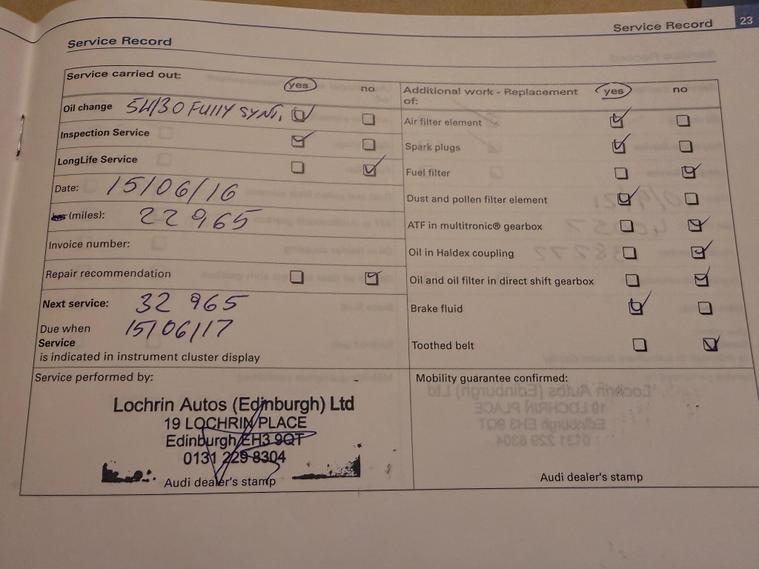 Service Record
Service Record 23
Service carried out: yes no
Oil change 5W30 FULLY SYNT.
Inspection Service
LongLife Service
Date: 15/06/16
(miles): 22 965
Invoice number:
Repair recommendation
Next service: 32 965
Due when 15/06/17
Service
is indicated in instrument cluster display
Additional work - Replacement yes no
of:
Air filter element
Spark plugs
Fuel filter
Dust and pollen filter element
ATF in multitronic® gearbox
Oil in Haldex coupling
Oil and oil filter in direct shift gearbox
Brake fluid
Toothed belt
Service performed by:
Lochrin Autos (Edinburgh) Ltd
19 LOCHRIN PLACE
Edinburgh EH3 9QT
0131 229 8304
Audi dealer's stamp
Mobility guarantee confirmed:
Audi dealer's stamp